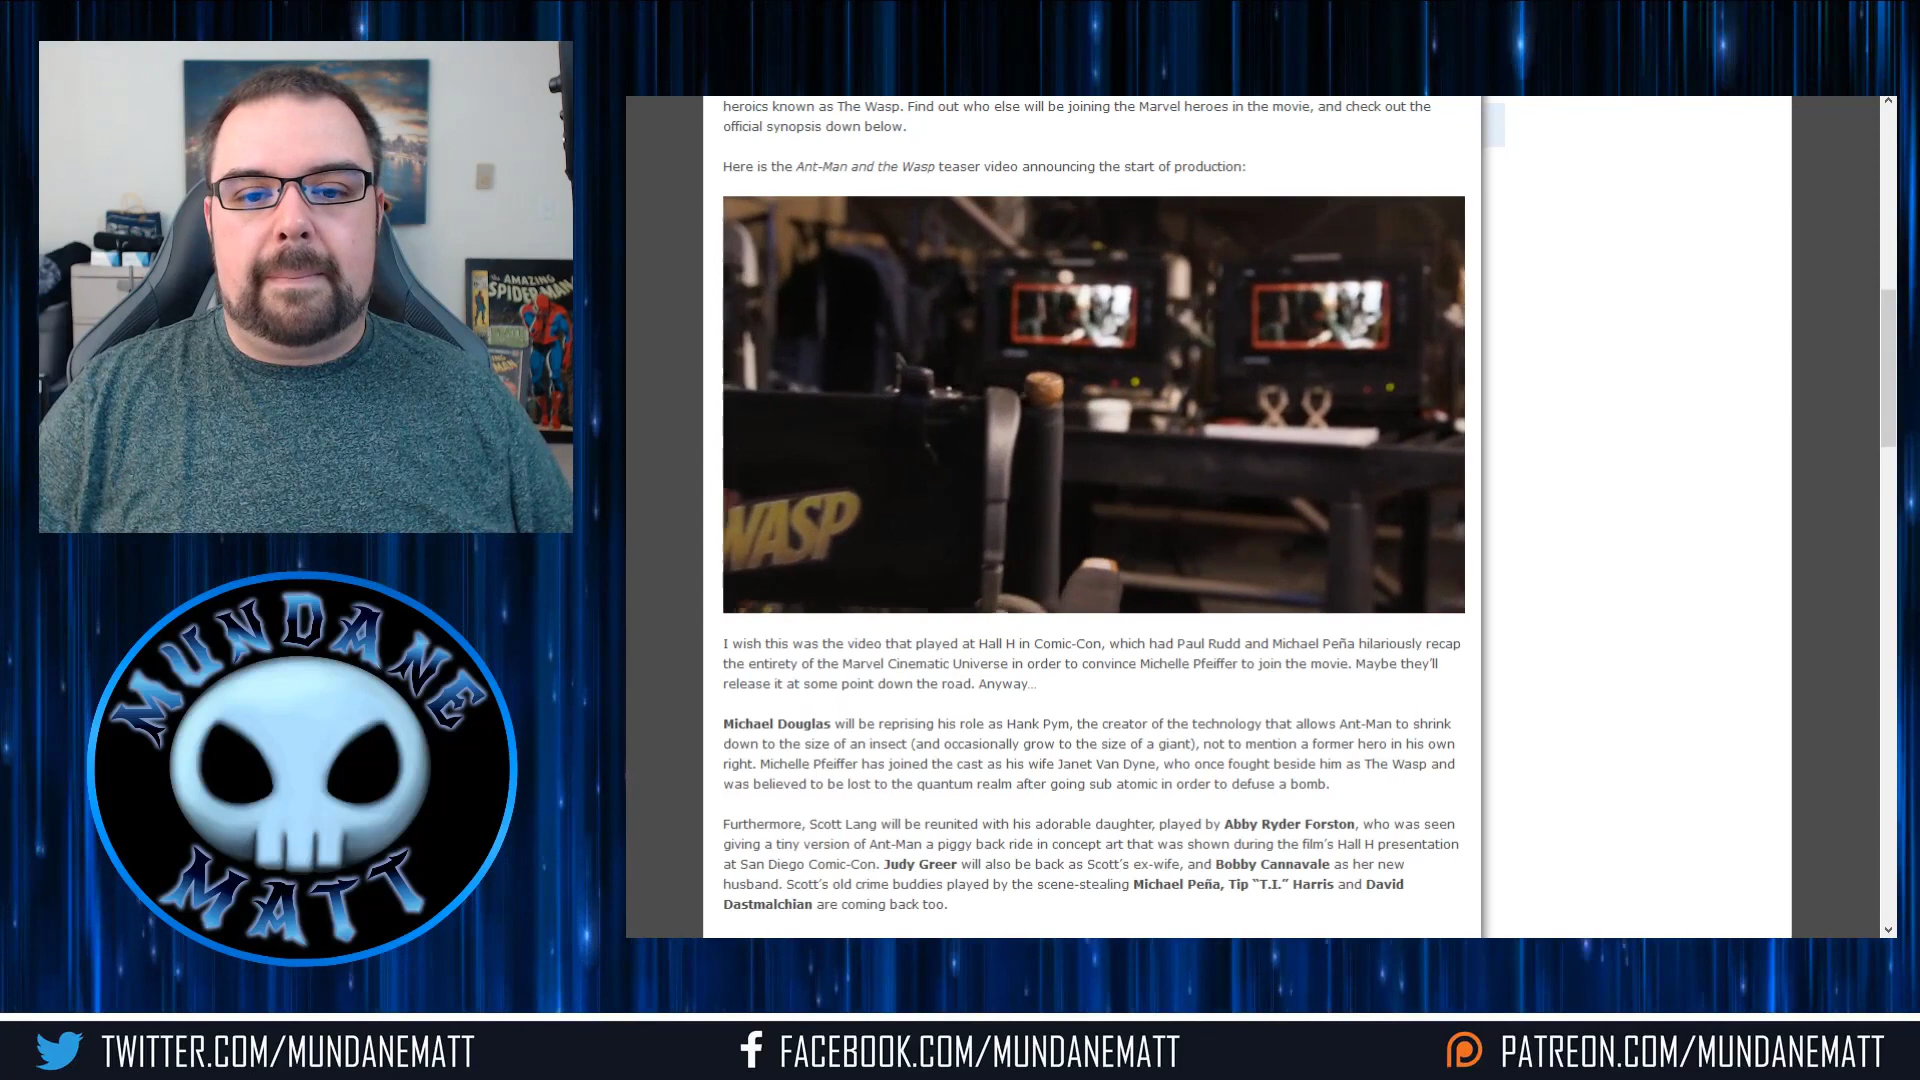 THE AMAZING
SPIDER-MAN
heroics known as The Wasp. Find out who else will be joining the Marvel heroes in the movie, and check out the
official synopsis down below.
Here is the Ant-Man and the Wasp teaser video announcing the start of production:
WASP
I wish this was the video that played at Hall H in Comic-Con, which had Paul Rudd and Michael Peña hilariously recap
the entirety of the Marvel Cinematic Universe in order to convince Michelle Pfeiffer to join the movie. Maybe they'll
release it at some point down the road. Anyway...
Michael Douglas will be reprising his role as Hank Pym, the creator of the technology that allows Ant-Man to shrink
down to the size of an insect (and occasionally grow to the size of a giant), not to mention a former hero in his own
right. Michelle Pfeiffer has joined the cast as his wife Janet Van Dyne, who once fought beside him as The Wasp and
was believed to be lost to the quantum realm after going sub atomic in order to defuse a bomb.
Furthermore, Scott Lang will be reunited with his adorable daughter, played by Abby Ryder Forston, who was seen
giving a tiny version of Ant-Man a piggy back ride in concept art that was shown during the film's Hall H presentation
at San Diego Comic-Con. Judy Greer will also be back as Scott's ex-wife, and Bobby Cannavale as her new
husband. Scott's old crime buddies played by the scene-stealing Michael Peña, Tip "T.I." Harris and David
Dastmalchian are coming back too.
MUNDANE
MATT
TWITTER.COM/MUNDANEMATT
FACEBOOK.COM/MUNDANEMATT
PATREON.COM/MUNDANEMATT